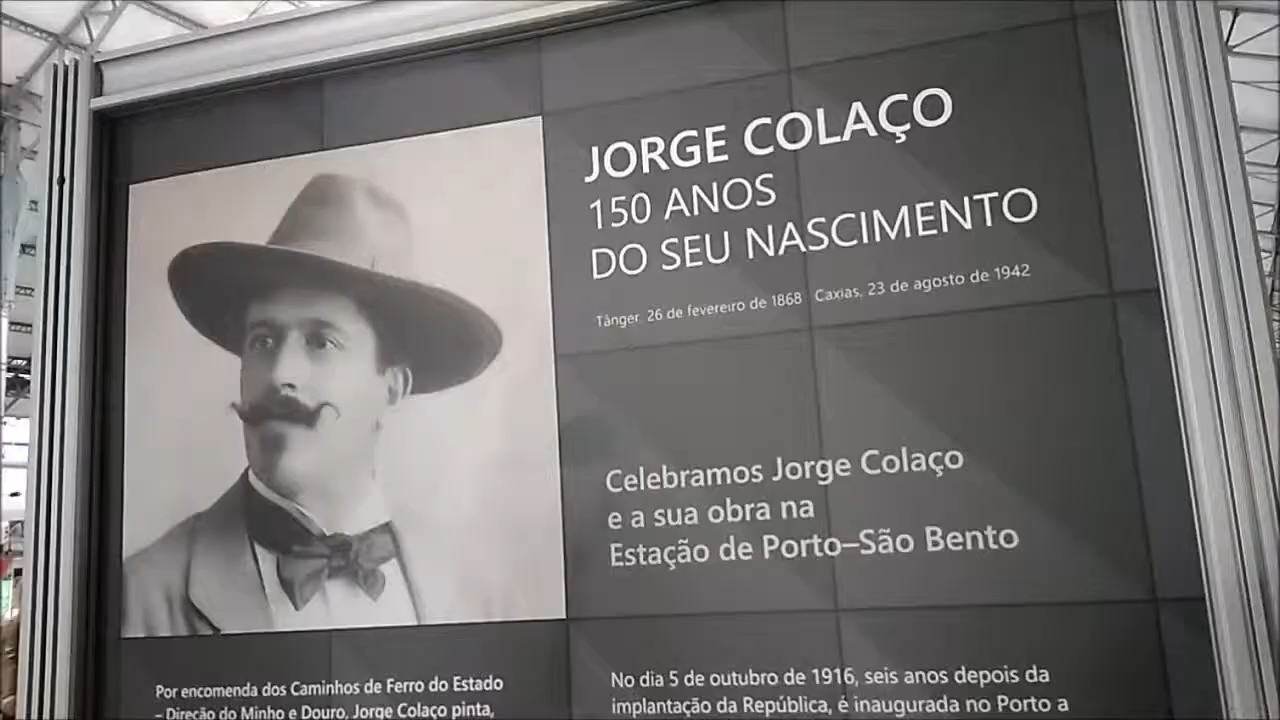 JORGE COLAÇO
150 ANOS
DO SEU NASCIMENTO
Tânger, 26 de fevereiro de 1868 Caxias, 23 de agosto de 1942
Celebramos Jorge Colaço
e a sua obra na
Estação de Porto–São Bento
Por encomenda dos Caminhos de Ferro do Estado
– Direção do Minho e Douro, Jorge Colaço pinta,
No dia 5 de outubro de 1916, seis anos depois da
implantação da República, é inaugurada no Porto a